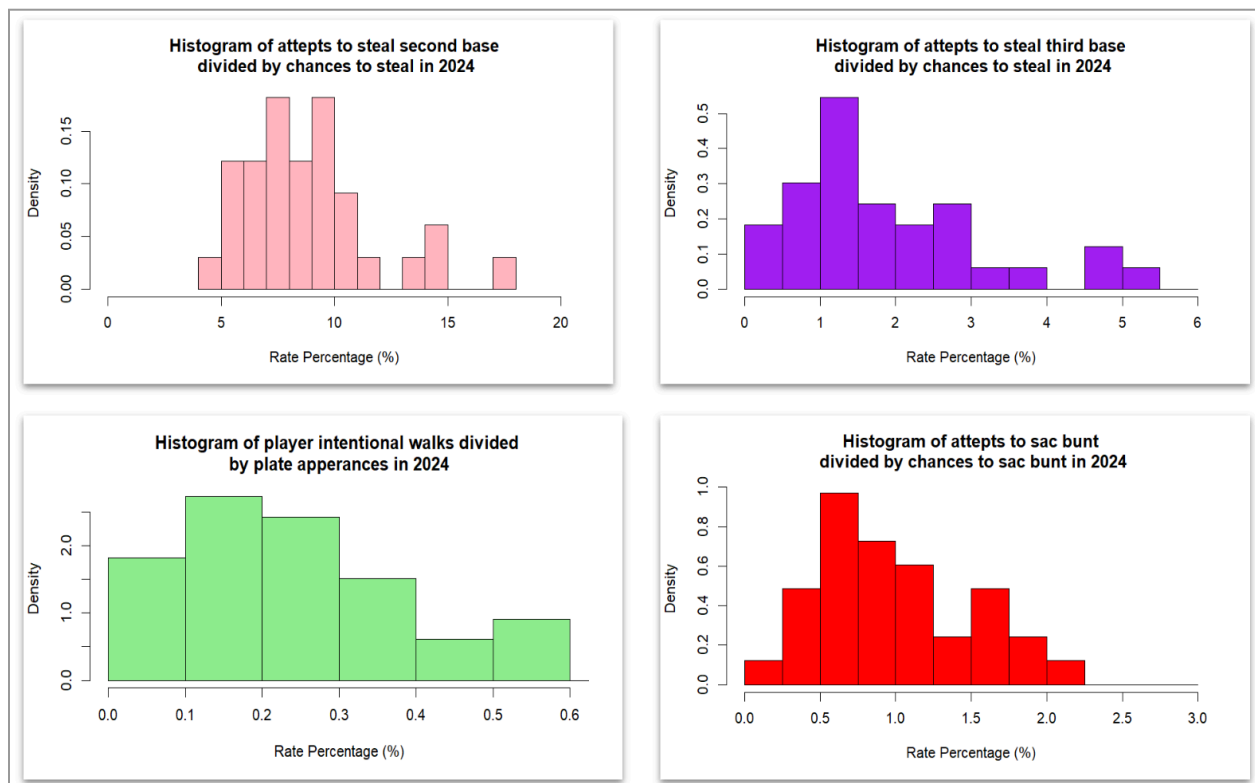 Histogram of attepts to steal second base
divided by chances to steal in 2024
Density
0.00 0.05 0.10 0.15
0 5 10 15 20
Rate Percentage (%)
Histogram of attepts to steal third base
divided by chances to steal in 2024
Density
0.0 0.1 0.2 0.3 0.4 0.5
0 1 2 3 4 5 6
Rate Percentage (%)
Histogram of player intentional walks divided
by plate apperances in 2024
Density
0.0 1.0 2.0
0.0 0.1 0.2 0.3 0.4 0.5 0.6
Rate Percentage (%)
Histogram of attepts to sac bunt
divided by chances to sac bunt in 2024
Density
0.0 0.2 0.4 0.6 0.8 1.0
0.0 0.5 1.0 1.5 2.0 2.5 3.0
Rate Percentage (%)